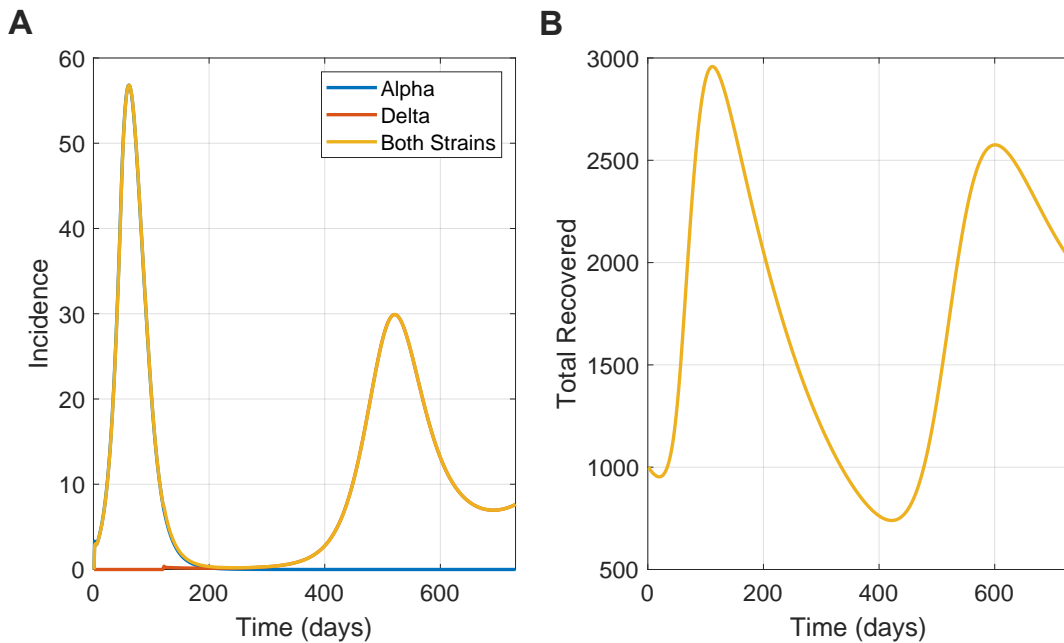 A
60
50
40
30
20
10
0
Incidence
0 200 400 600
Time (days)
Alpha
Delta
Both Strains
B
3000
2500
2000
1500
1000
500
Total Recovered
0 200 400 600
Time (days)